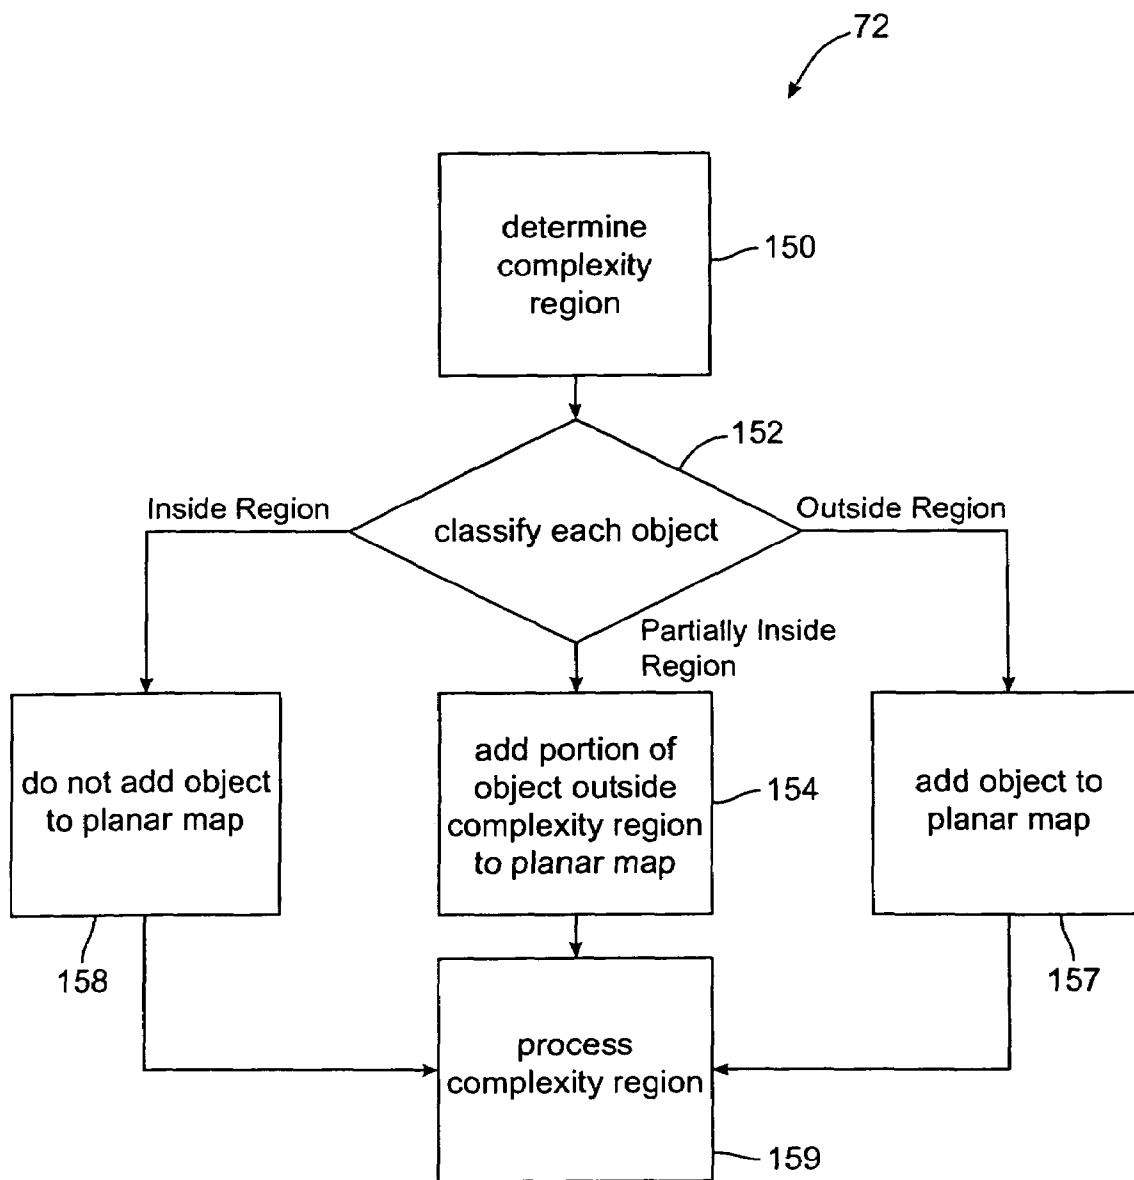 72
determine
complexity
region
150
152
Inside Region
classify each object
Outside Region
Partially Inside
Region
do not add object
to planar map
158
add portion of
object outside
complexity region
to planar map
154
add object to
planar map
157
process
complexity region
159